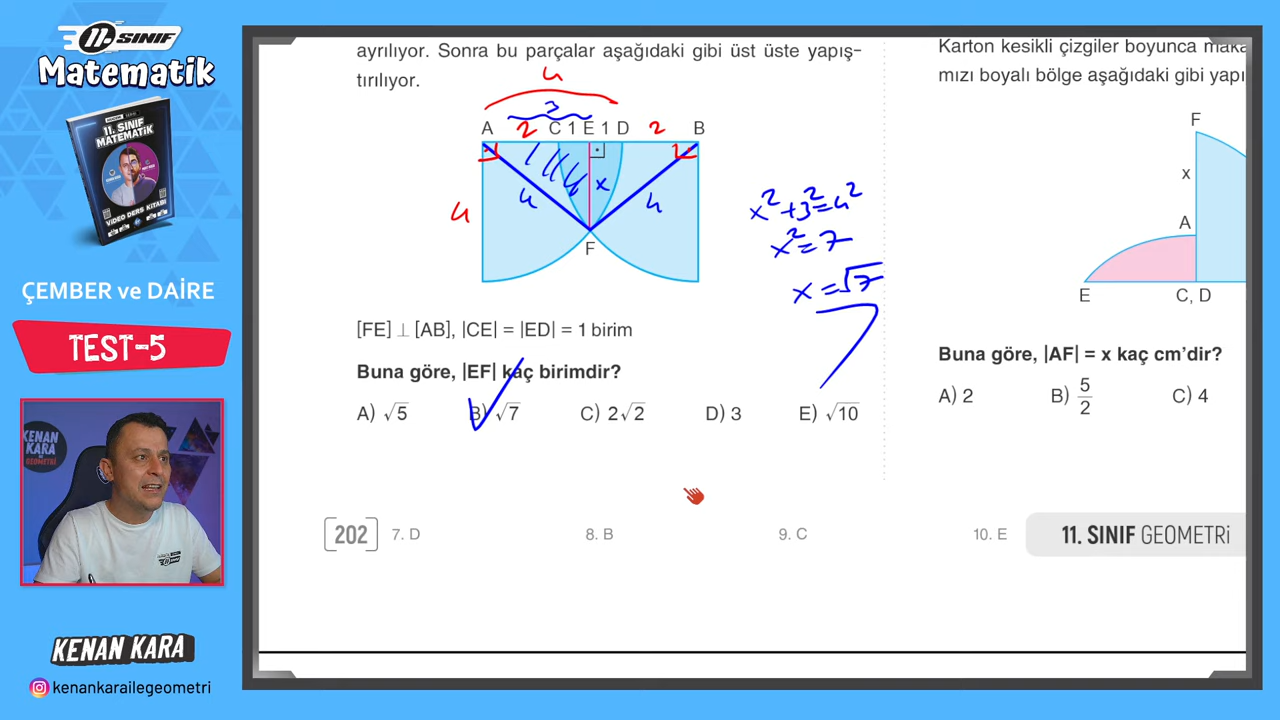 11. SINIF
Matematik
11. SINIF
MATEMATİK
VİDEO DERS KİTABI
ÇEMBER ve DAİRE
TEST-5
KENAN
KARA
GEOMETRİ
KENAN KARA
kenankarailegeometri
ayrılıyor. Sonra bu parçalar aşağıdaki gibi üst üste yapış-
tırılıyor.
4
3
A 2 C 1 E 1 D 2 B
4
4
x
4
F
x²+3²=4²
x²=7
x=√7
[FE] ⊥ [AB], |CE| = |ED| = 1 birim
Buna göre, |EF| kaç birimdir?
A) √5 B) √7 C) 2√2 D) 3 E) √10
Karton kesikli çizgiler boyunca maka
mızı boyalı bölge aşağıdaki gibi yapı
F
x
A
E C, D
Buna göre, |AF| = x kaç cm'dir?
A) 2 B) 5/2 C) 4
202 7. D 8. B 9. C 10. E 11. SINIF GEOMETRi